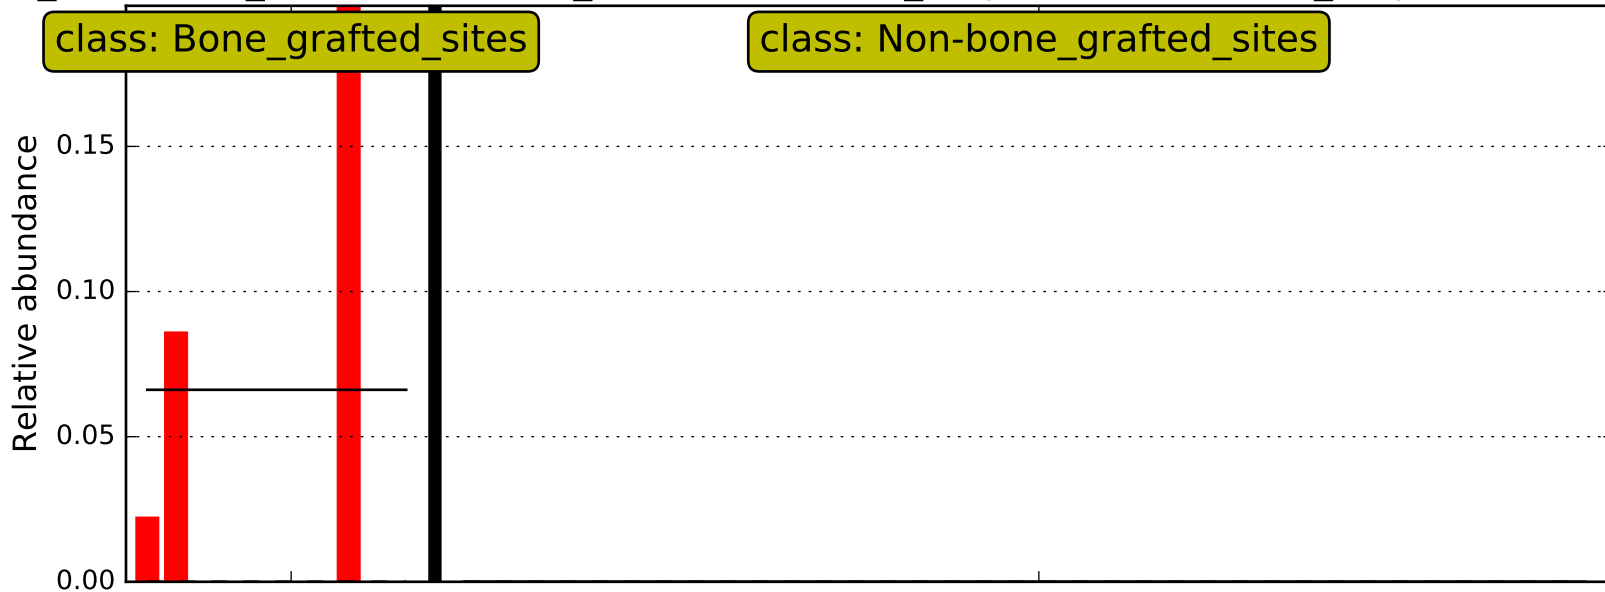 class: Bone_grafted_sites
class: Non-bone_grafted_sites
Relative abundance
0.15
0.10
0.05
0.00